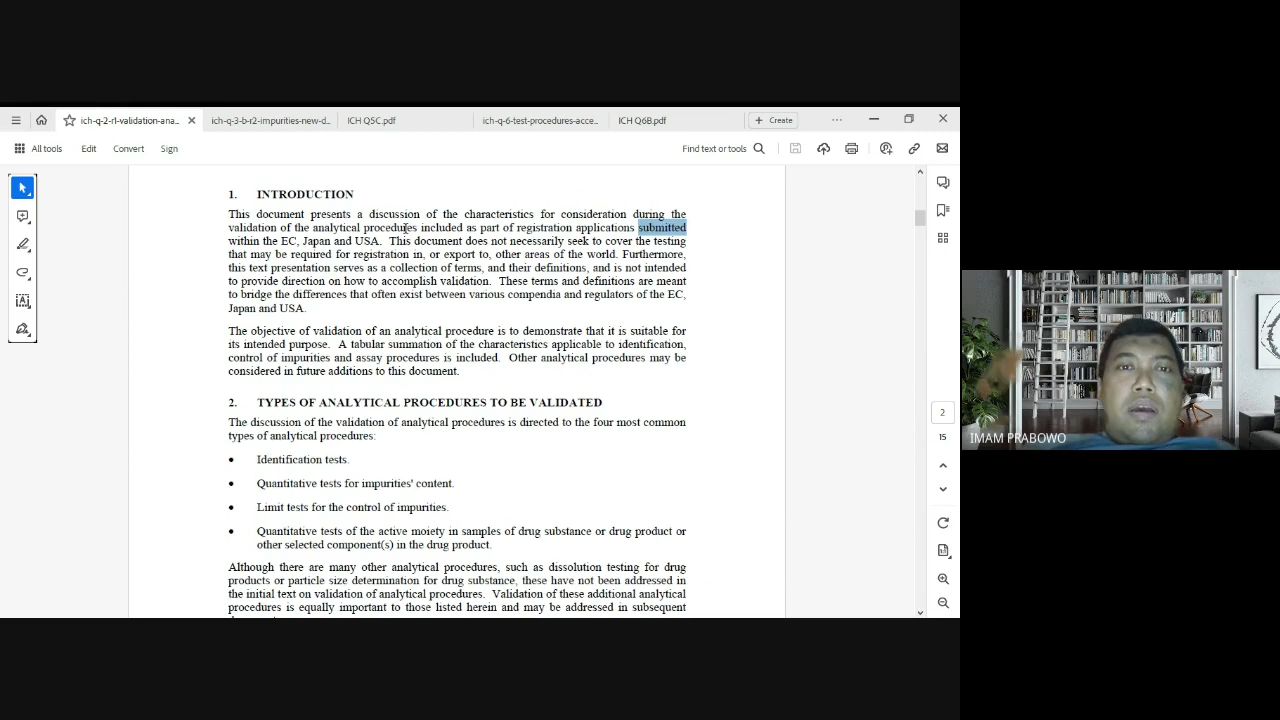 ich-q-2-r1-validation-ana...
ich-q-3-b-r2-impurities-new-d...
ICH Q5C.pdf
ich-q-6-test-procedures-acce...
ICH Q6B.pdf
Create
All tools
Edit
Convert
Sign
Find text or tools
1. INTRODUCTION
This document presents a discussion of the characteristics for consideration during the
validation of the analytical procedures included as part of registration applications submitted
within the EC, Japan and USA. This document does not necessarily seek to cover the testing
that may be required for registration in, or export to, other areas of the world. Furthermore,
this text presentation serves as a collection of terms, and their definitions, and is not intended
to provide direction on how to accomplish validation. These terms and definitions are meant
to bridge the differences that often exist between various compendia and regulators of the EC,
Japan and USA.
The objective of validation of an analytical procedure is to demonstrate that it is suitable for
its intended purpose. A tabular summation of the characteristics applicable to identification,
control of impurities and assay procedures is included. Other analytical procedures may be
considered in future additions to this document.
2. TYPES OF ANALYTICAL PROCEDURES TO BE VALIDATED
The discussion of the validation of analytical procedures is directed to the four most common
types of analytical procedures:
• Identification tests.
• Quantitative tests for impurities' content.
• Limit tests for the control of impurities.
• Quantitative tests of the active moiety in samples of drug substance or drug product or
other selected component(s) in the drug product.
Although there are many other analytical procedures, such as dissolution testing for drug
products or particle size determination for drug substance, these have not been addressed in
the initial text on validation of analytical procedures. Validation of these additional analytical
procedures is equally important to those listed herein and may be addressed in subsequent
2
15
IMAM PRABOWO